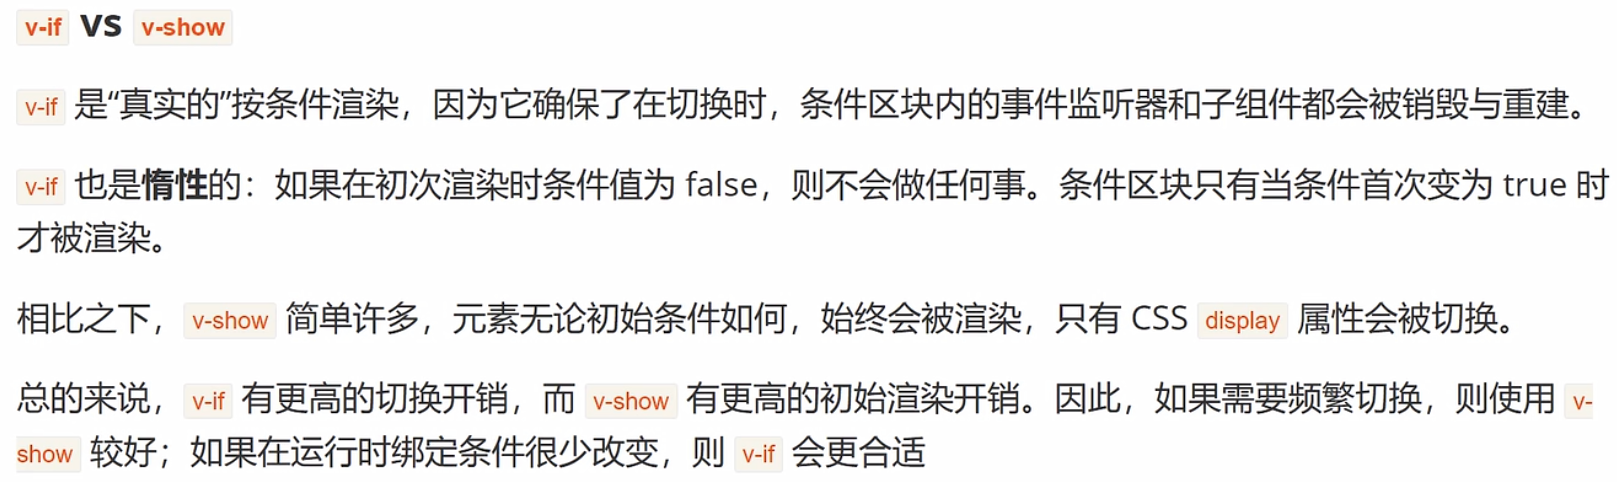 v-if vs v-show
v-if 是“真实的”按条件渲染，因为它确保了在切换时，条件区块内的事件监听器和子组件都会被销毁与重建。
v-if 也是惰性的：如果在初次渲染时条件值为 false，则不会做任何事。条件区块只有当条件首次变为 true 时
才被渲染。
相比之下，v-show 简单许多，元素无论初始条件如何，始终会被渲染，只有 CSS display 属性会被切换。
总的来说，v-if 有更高的切换开销，而 v-show 有更高的初始渲染开销。因此，如果需要频繁切换，则使用 v-
show 较好；如果在运行时绑定条件很少改变，则 v-if 会更合适